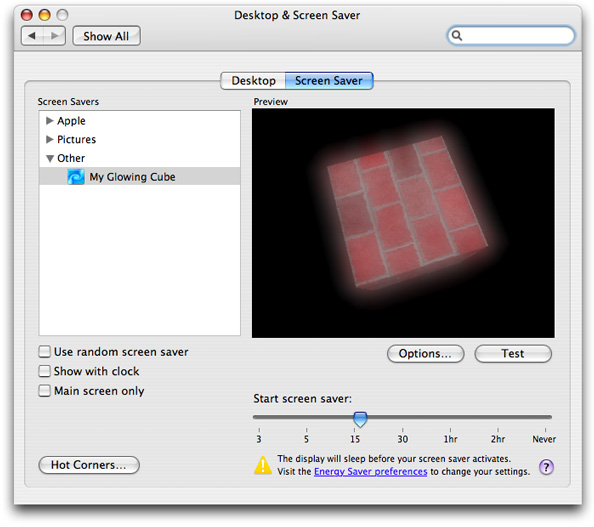 Desktop & Screen Saver
Show All
Desktop
Screen Saver
Screen Savers
Preview
Apple
Pictures
Other
My Glowing Cube
Use random screen saver
Show with clock
Main screen only
Options...
Test
Start screen saver:
3 5 15 30 1hr 2hr Never
Hot Corners...
The display will sleep before your screen saver activates.
Visit the Energy Saver preferences to change your settings.
?